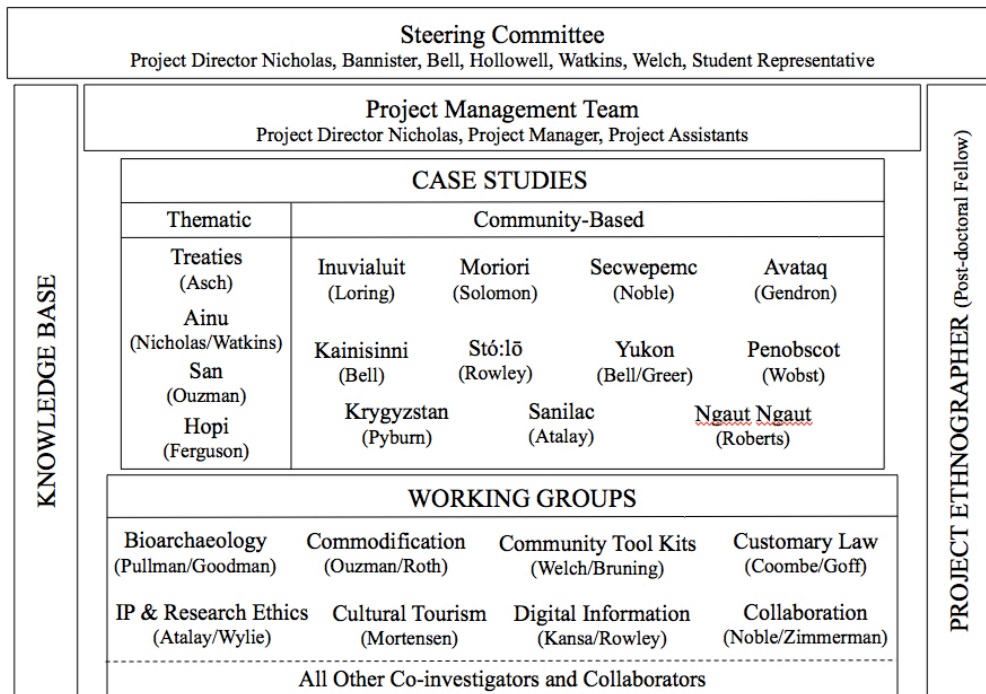 Steering Committee
Project Director Nicholas, Bannister, Bell, Hollowell, Watkins, Welch, Student Representative
KNOWLEDGE BASE
Project Management Team
Project Director Nicholas, Project Manager, Project Assistants
CASE STUDIES
Thematic
Community-Based
Treaties
(Asch)
Ainu
(Nicholas/Watkins)
San
(Ouzman)
Hopi
(Ferguson)
Inuvialuit
(Loring)
Moriori
(Solomon)
Secwepemc
(Noble)
Avataq
(Gendron)
Kainisinni
(Bell)
Stó:lō
(Rowley)
Yukon
(Bell/Greer)
Penobscot
(Wobst)
Krygyzstan
(Pyburn)
Sanilac
(Atalay)
Ngaut Ngaut
(Roberts)
WORKING GROUPS
Bioarchaeology
(Pullman/Goodman)
Commodification
(Ouzman/Roth)
Community Tool Kits
(Welch/Bruning)
Customary Law
(Coombe/Goff)
IP & Research Ethics
(Atalay/Wylie)
Cultural Tourism
(Mortensen)
Digital Information
(Kansa/Rowley)
Collaboration
(Noble/Zimmerman)
All Other Co-investigators and Collaborators
PROJECT ETHNOGRAPHER (Post-doctoral Fellow)